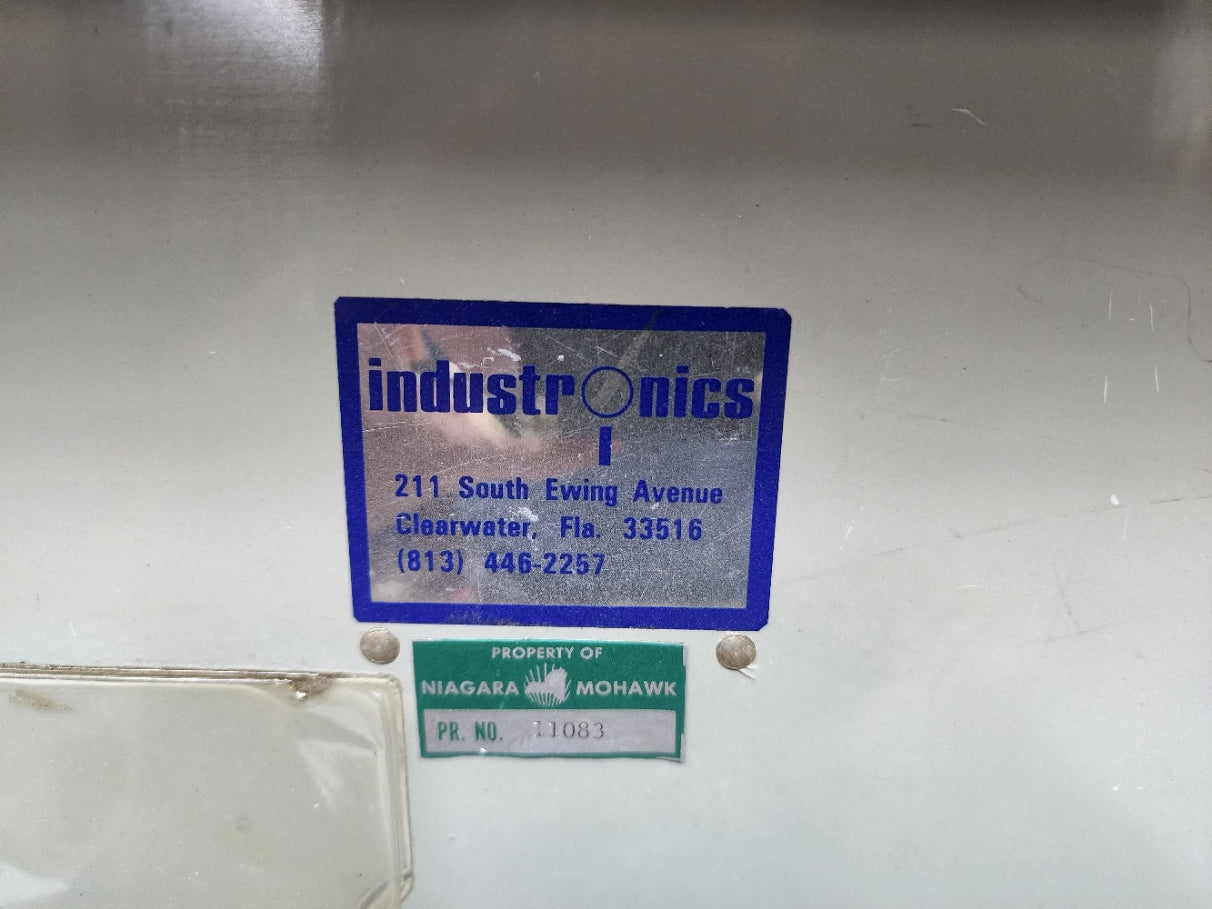 industronics
211 South Ewing Avenue
Clearwater, Fla. 33516
(813) 446-2257
PROPERTY OF
NIAGARA MOHAWK
PR. NO. 11083